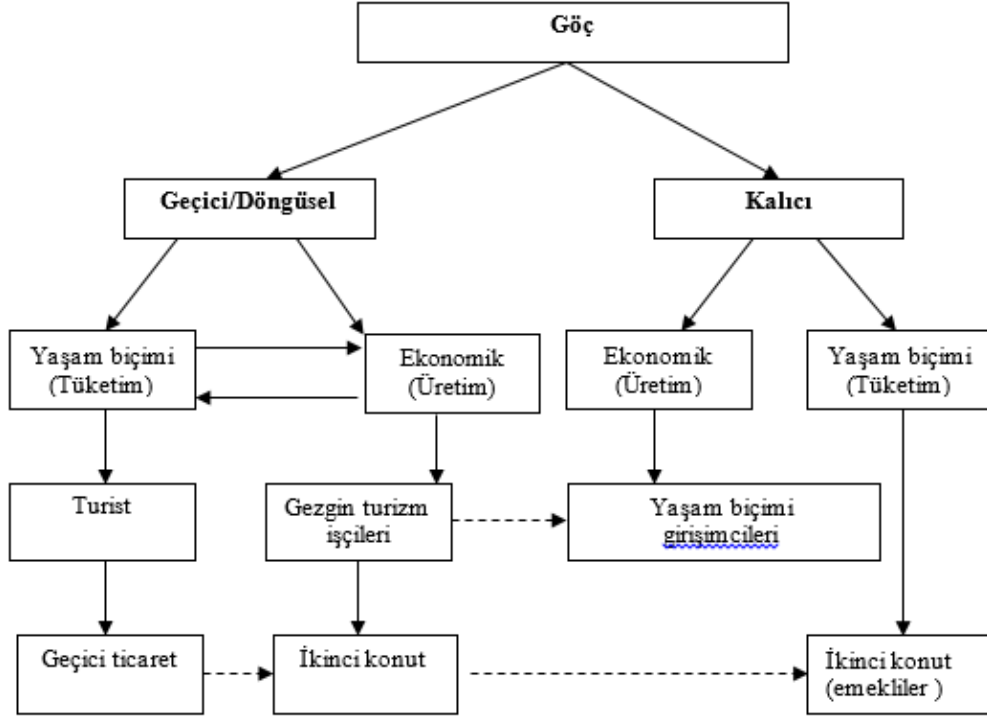 Göç
Geçici/Döngüsel
Kalıcı
Yaşam biçimi
(Tüketim)
Ekonomik
(Üretim)
Ekonomik
(Üretim)
Yaşam biçimi
(Tüketim)
Turist
Gezgin turizm
işçileri
Yaşam biçimi
girişimcileri
Geçici ticaret
İkinci konut
İkinci konut
(emekliler )